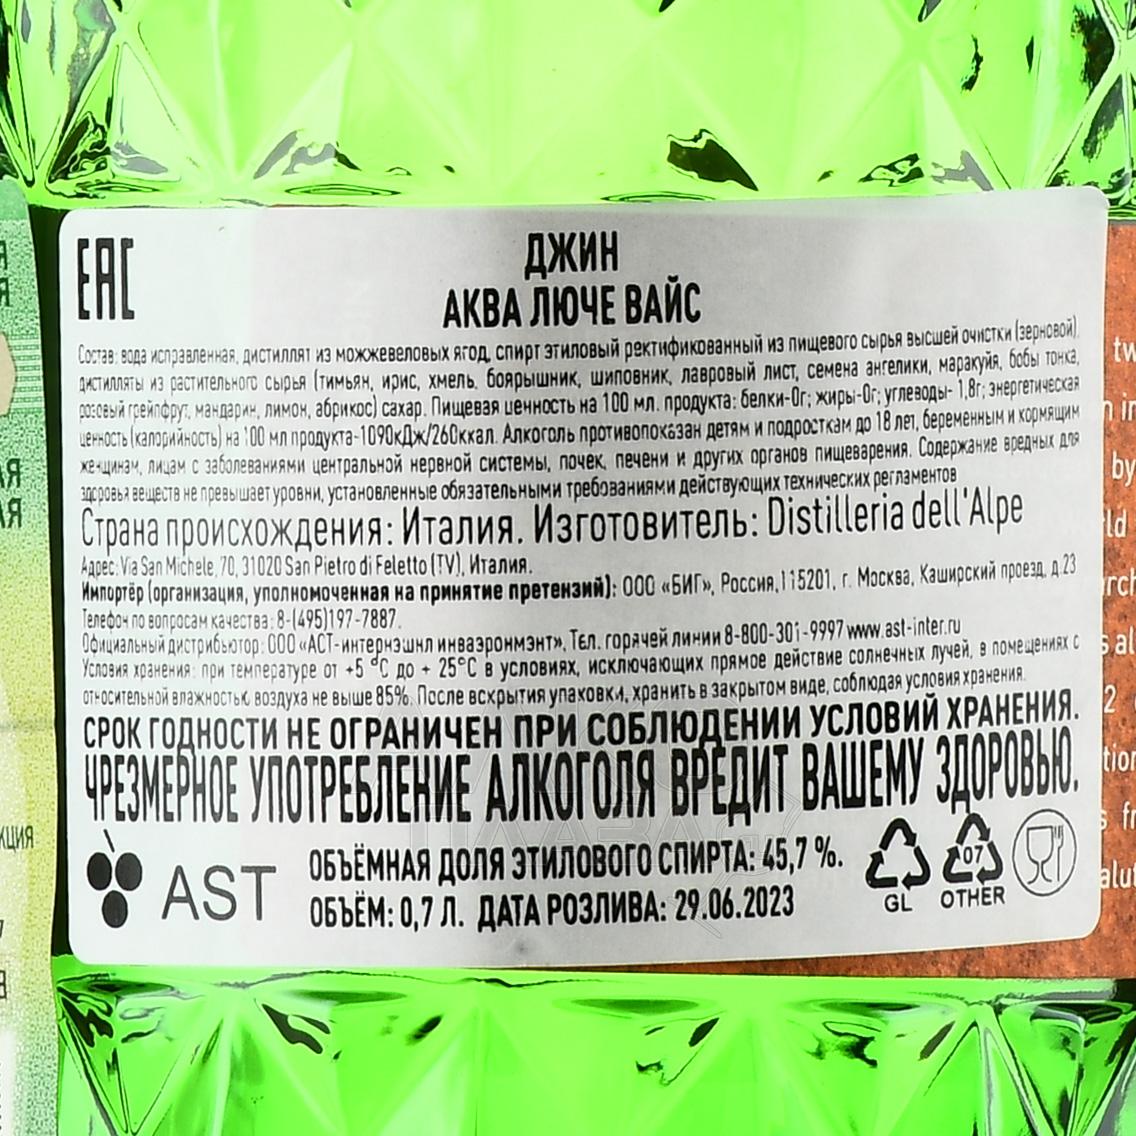 ЕАС
ДЖИН
АКВА ЛЮЧЕ ВАЙС
Состав: вода исправленная, дистиллят из можжевеловых ягод, спирт этиловый ректификованный из пищевого сырья высшей очистки (зерновой),
дистилляты из растительного сырья (тимьян, ирис, хмель, боярышник, шиповник, лавровый лист, семена ангелики, маракуйя, бобы тонка,
розовый грейпфрут, мандарин, лимон, абрикос) сахар. Пищевая ценность на 100 мл. продукта: белки-0г; жиры-0г; углеводы- 1,8г; энергетическая
ценность (калорийность) на 100 мл продукта-1090кДж/260ккал. Алкоголь противопоказан детям и подросткам до 18 лет, беременным и кормящим
женщинам, лицам с заболеваниями центральной нервной системы, почек, печени и других органов пищеварения. Содержание вредных для
здоровья веществ не превышает уровни, установленные обязательными требованиями действующих технических регламентов
Страна происхождения: Италия. Изготовитель: Distilleria dell'Alpe
Адрес: Via San Michele, 70, 31020 San Pietro di Feletto (TV), Италия.
Импортёр (организация, уполномоченная на принятие претензий): ООО «БИГ», Россия, 115201, г. Москва, Каширский проезд, д.23
Телефон по вопросам качества: 8-(495)197-7887.
Официальный дистрибьютор: ООО «АСТ-интернэшнл инваэронмэнт», Тел. горячей линии 8-800-301-9997 www.ast-inter.ru
Условия хранения: при температуре от +5 °C до + 25°C в условиях, исключающих прямое действие солнечных лучей, в помещениях с
относительной влажностью воздуха не выше 85%. После вскрытия упаковки, хранить в закрытом виде, соблюдая условия хранения.
СРОК ГОДНОСТИ НЕ ОГРАНИЧЕН ПРИ СОБЛЮДЕНИИ УСЛОВИЙ ХРАНЕНИЯ.
ЧРЕЗМЕРНОЕ УПОТРЕБЛЕНИЕ АЛКОГОЛЯ ВРЕДИТ ВАШЕМУ ЗДОРОВЬЮ.
AST
ОБЪЁМНАЯ ДОЛЯ ЭТИЛОВОГО СПИРТА: 45,7 %.
ОБЪЁМ: 0,7 Л. ДАТА РОЗЛИВА: 29.06.2023
GL
07
OTHER